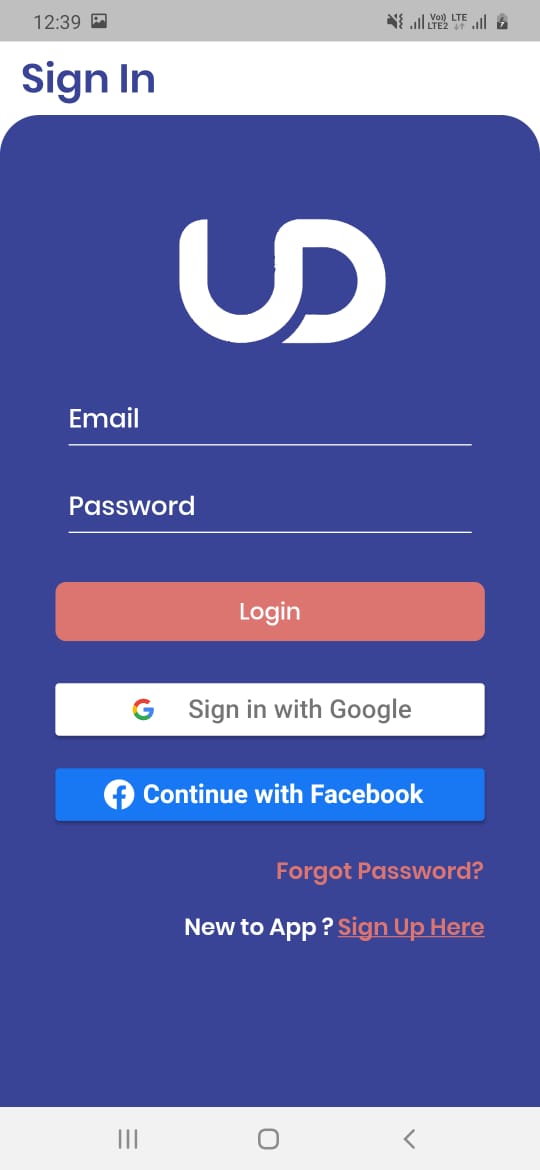 12:39
Vo)) LTE
LTE2
Sign In
UD
Email
Password
Login
G Sign in with Google
f Continue with Facebook
Forgot Password?
New to App ? Sign Up Here